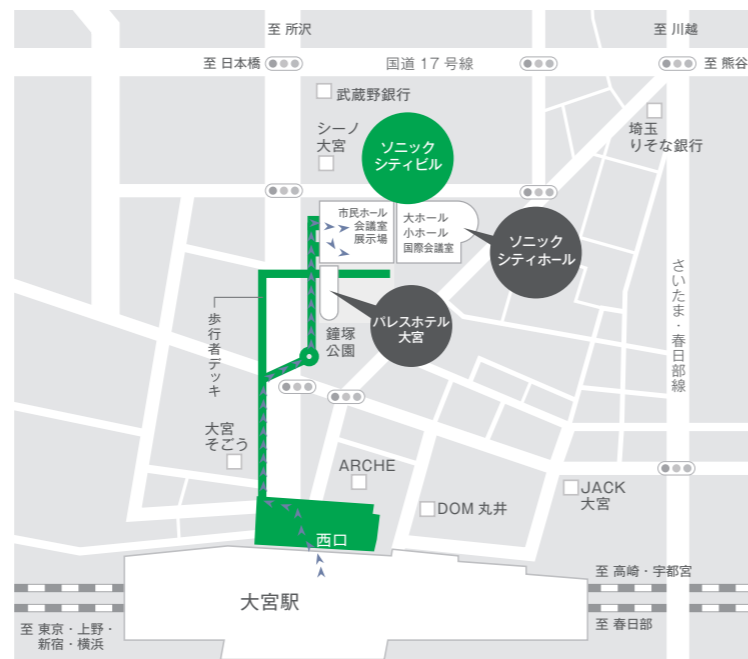 至 所沢
至 川越
至 日本橋
国道 17 号線
至 熊谷
武蔵野銀行
シーノ
大宮
ソニック
シティビル
埼玉
りそな銀行
市民ホール
会議室
展示場
大ホール
小ホール
国際会議室
ソニック
シティホール
さいたま・春日部線
歩行者デッキ
パレスホテル
大宮
鐘塚
公園
大宮
そごう
ARCHE
DOM 丸井
JACK
大宮
西口
大宮駅
至 高崎・宇都宮
至 春日部
至 東京・上野・
新宿・横浜